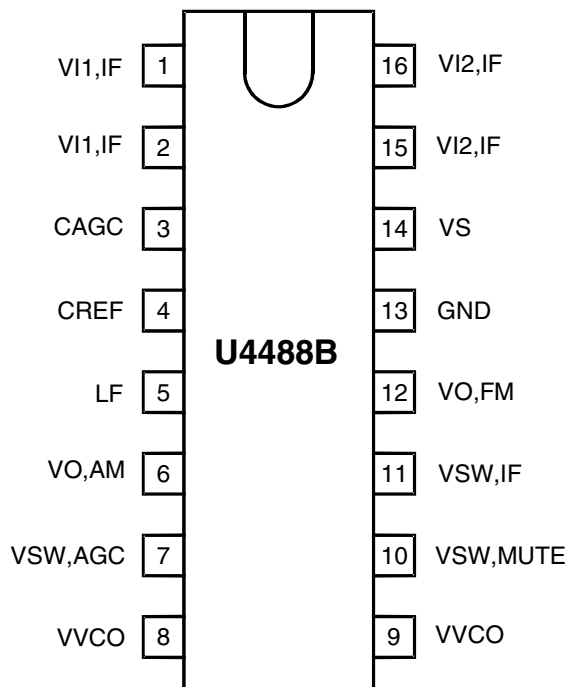 VI1,IF 1 16 VI2,IF
VI1,IF 2 15 VI2,IF
CAGC 3 14 VS
CREF 4 13 GND
U4488B
LF 5 12 VO,FM
VO,AM 6 11 VSW,IF
VSW,AGC 7 10 VSW,MUTE
VVCO 8 9 VVCO